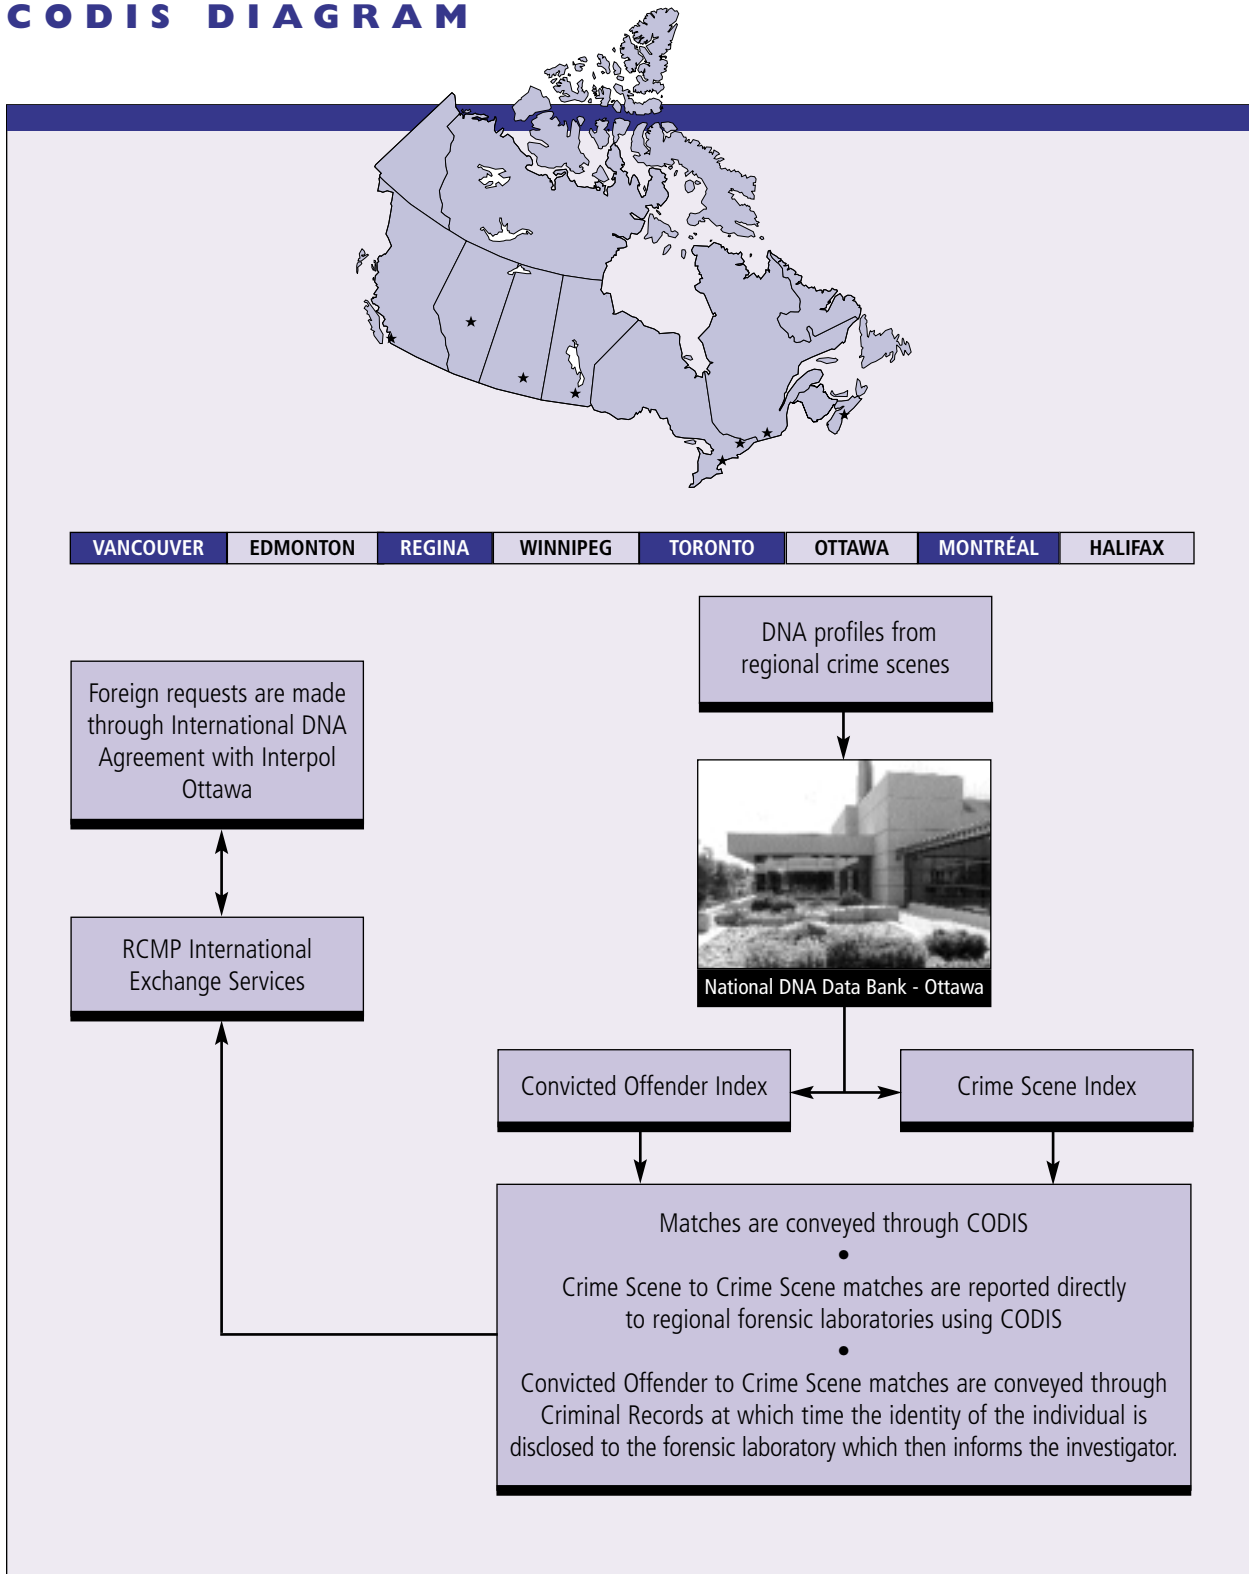 CODIS DIAGRAM
VANCOUVER EDMONTON REGINA WINNIPEG TORONTO OTTAWA MONTRÉAL HALIFAX
DNA profiles from
regional crime scenes
Foreign requests are made
through International DNA
Agreement with Interpol
Ottawa
RCMP International
Exchange Services
National DNA Data Bank - Ottawa
Convicted Offender Index
Crime Scene Index
Matches are conveyed through CODIS
•
Crime Scene to Crime Scene matches are reported directly
to regional forensic laboratories using CODIS
•
Convicted Offender to Crime Scene matches are conveyed through
Criminal Records at which time the identity of the individual is
disclosed to the forensic laboratory which then informs the investigator.